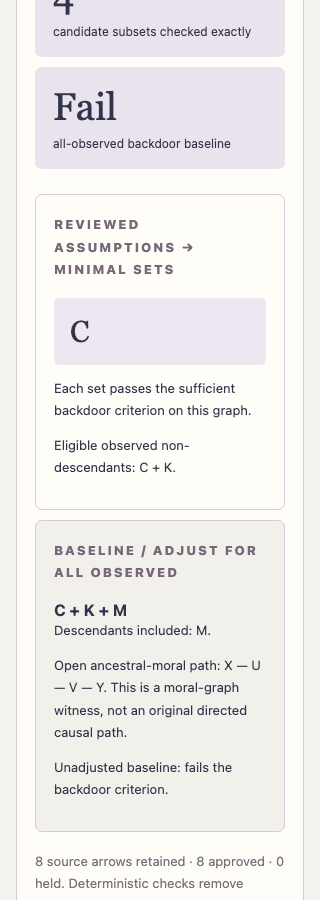 4
candidate subsets checked exactly
Fail
all-observed backdoor baseline
REVIEWED
ASSUMPTIONS →
MINIMAL SETS
C
Each set passes the sufficient
backdoor criterion on this graph.
Eligible observed non-
descendants: C + K.
BASELINE / ADJUST FOR
ALL OBSERVED
C + K + M
Descendants included: M.
Open ancestral-moral path: X — U
— V — Y. This is a moral-graph
witness, not an original directed
causal path.
Unadjusted baseline: fails the
backdoor criterion.
8 source arrows retained · 8 approved · 0
held. Deterministic checks remove